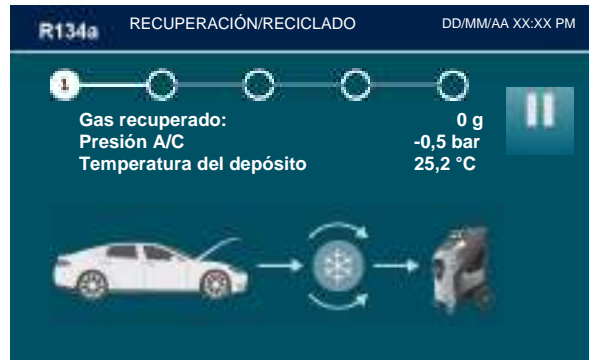 R134a RECUPERACIÓN/RECICLADO DD/MM/AA XX:XX PM
1
Gas recuperado: 0 g
Presión A/C -0,5 bar
Temperatura del depósito 25,2 °C